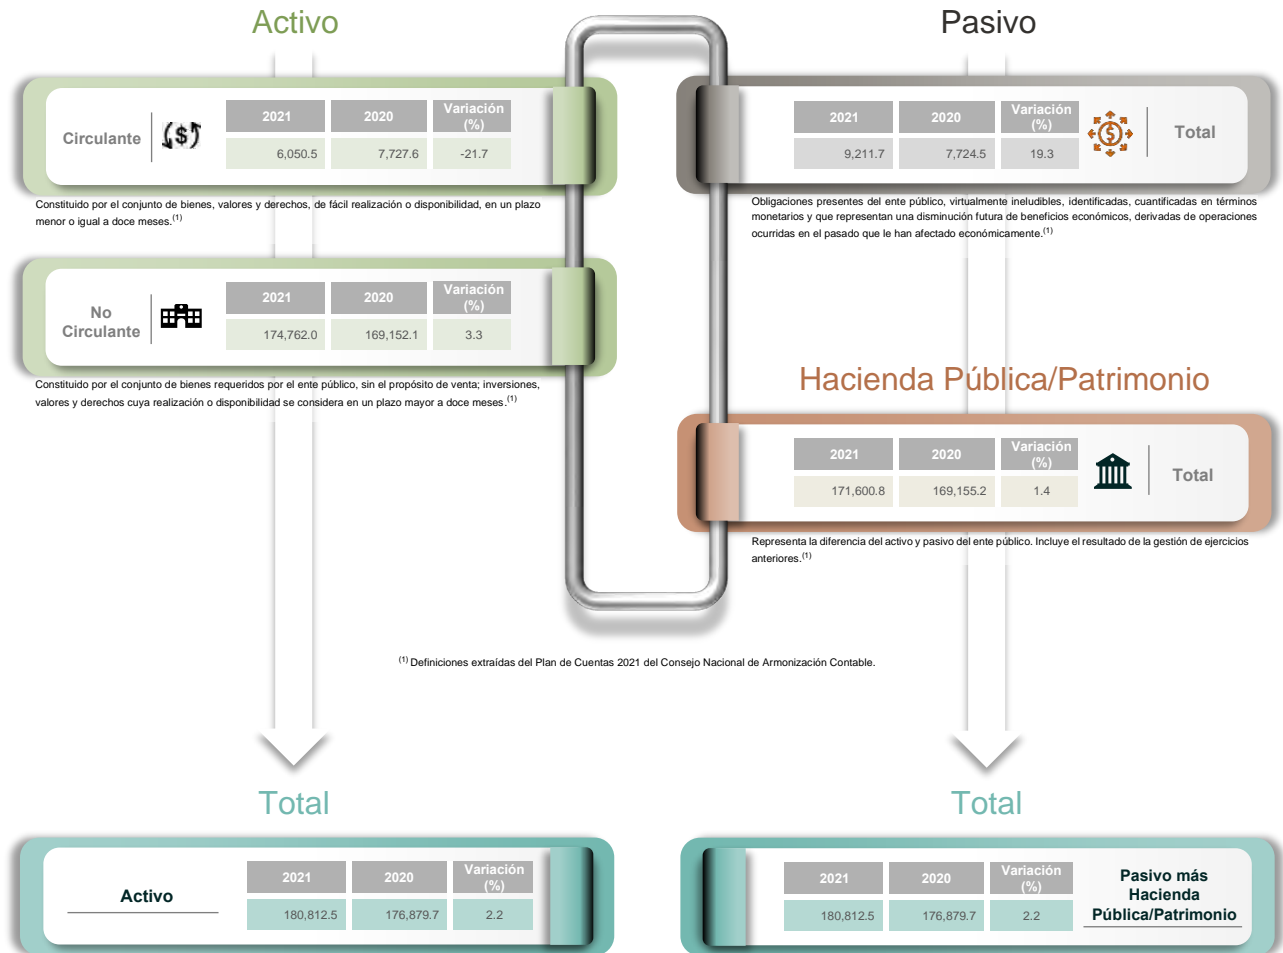 Activo
Circulante
2021 2020 Variación (%)
6,050.5 7,727.6 -21.7
Constituido por el conjunto de bienes, valores y derechos, de fácil realización o disponibilidad, en un plazo
menor o igual a doce meses.(1)
No
Circulante
2021 2020 Variación (%)
174,762.0 169,152.1 3.3
Constituido por el conjunto de bienes requeridos por el ente público, sin el propósito de venta; inversiones,
valores y derechos cuya realización o disponibilidad se considera en un plazo mayor a doce meses.(1)
Pasivo
2021 2020 Variación (%)
9,211.7 7,724.5 19.3
Total
Obligaciones presentes del ente público, virtualmente ineludibles, identificadas, cuantificadas en términos
monetarios y que representan una disminución futura de beneficios económicos, derivadas de operaciones
ocurridas en el pasado que le han afectado económicamente.(1)
Hacienda Pública/Patrimonio
2021 2020 Variación (%)
171,600.8 169,155.2 1.4
Total
Representa la diferencia del activo y pasivo del ente público. Incluye el resultado de la gestión de ejercicios
anteriores.(1)
(1) Definiciones extraídas del Plan de Cuentas 2021 del Consejo Nacional de Armonización Contable.
Total
Activo
2021 2020 Variación (%)
180,812.5 176,879.7 2.2
Total
2021 2020 Variación (%)
180,812.5 176,879.7 2.2
Pasivo más
Hacienda
Pública/Patrimonio